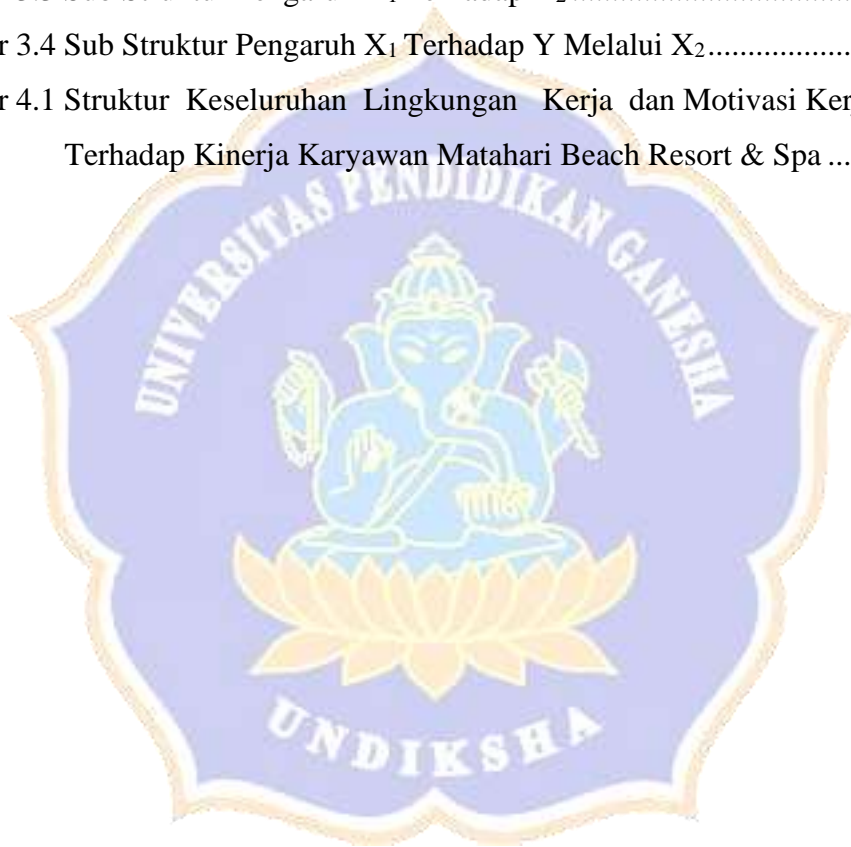 r 3.4 Sub Struktur Pengaruh X₁ Terhadap Y Melalui X₂..................
r 4.1 Struktur Keseluruhan Lingkungan Kerja dan Motivasi Ker
Terhadap Kinerja Karyawan Matahari Beach Resort & Spa ...
UNIVERSITAS PENDIDIKAN GANESHA
UNDIKSHA